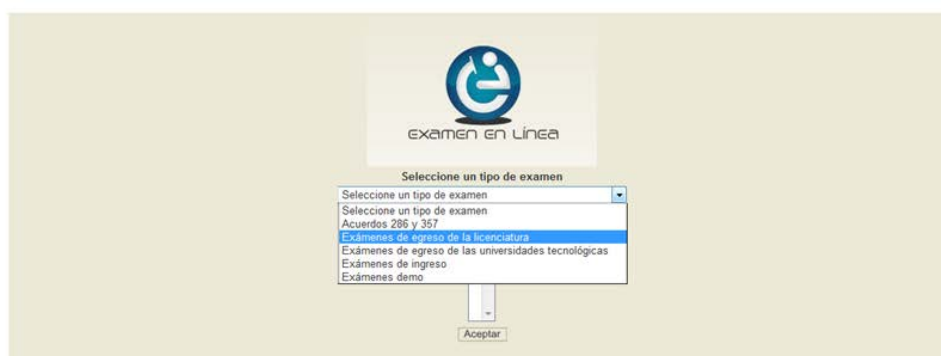 examen en línea
Seleccione un tipo de examen
Seleccione un tipo de examen
Seleccione un tipo de examen
Acuerdos 286 y 357
Exámenes de egreso de la licenciatura
Exámenes de egreso de las universidades tecnológicas
Exámenes de ingreso
Exámenes demo
Aceptar